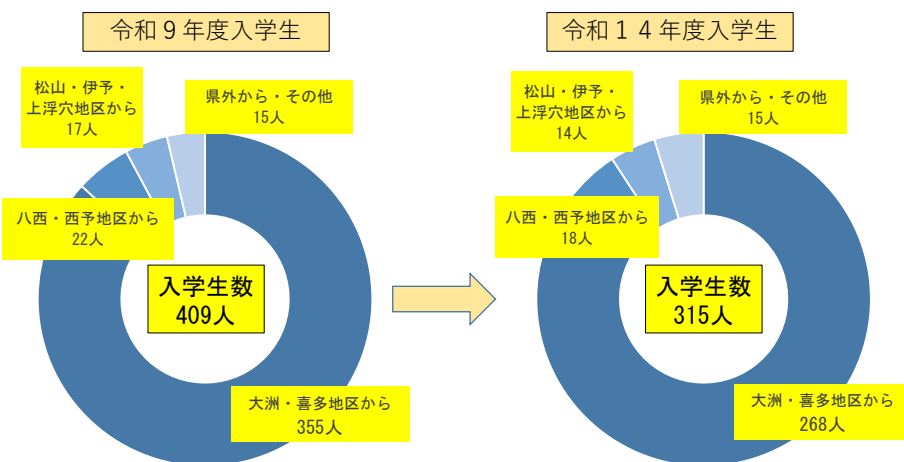 令和９年度入学生
松山・伊予・
上浮穴地区から
17人
県外から・その他
15人
八西・西予地区から
22人
入学生数
409人
大洲・喜多地区から
355人
令和１４年度入学生
松山・伊予・
上浮穴地区から
14人
県外から・その他
15人
八西・西予地区から
18人
入学生数
315人
大洲・喜多地区から
268人